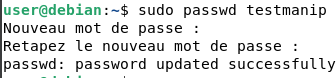 user@debian:~$ sudo passwd testmanip
Nouveau mot de passe :
Retapez le nouveau mot de passe :
passwd: password updated successfully